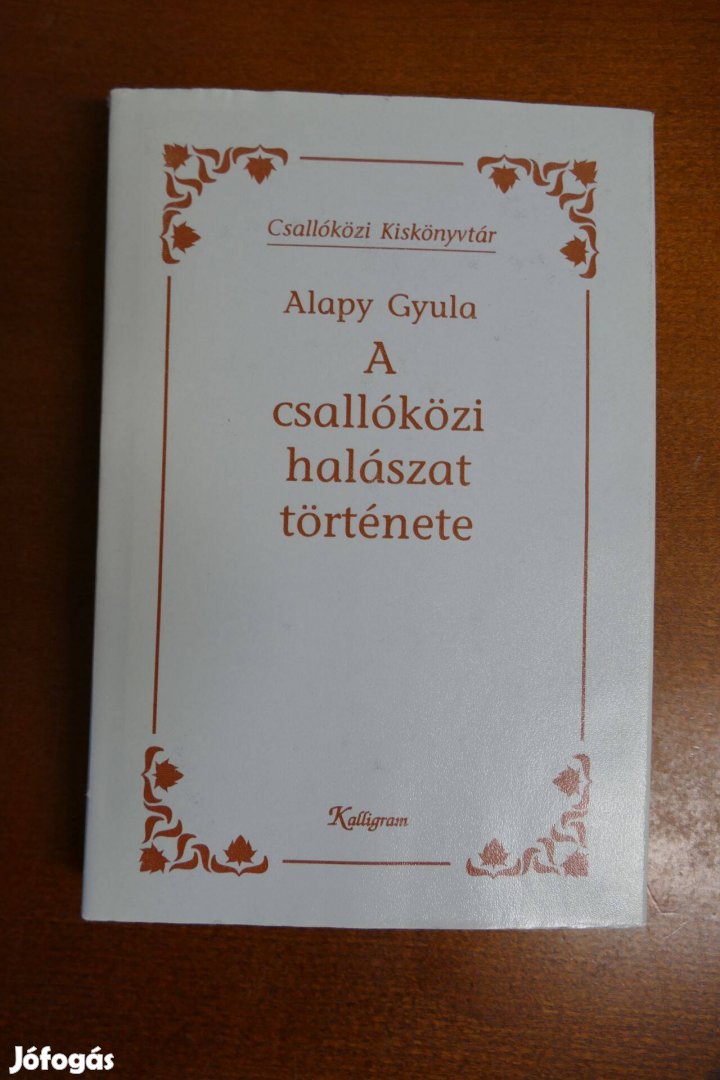 Csallóközi Kiskönyvtár
Alapy Gyula
A
csallóközi
halászat
története
Kalligram
Jófogás